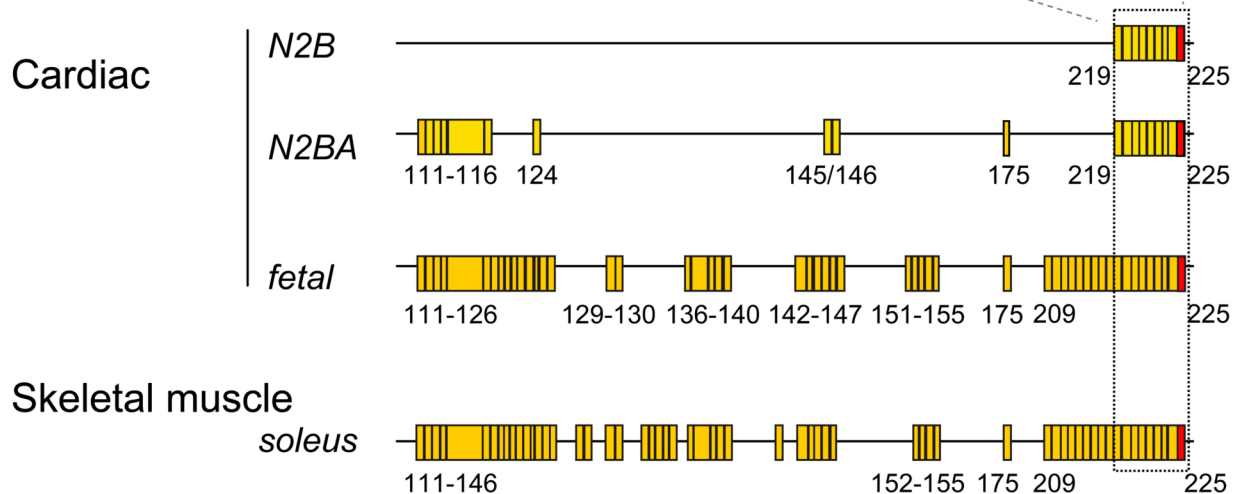 Cardiac
N2B
219 225
N2BA
111-116 124 145/146 175 219 225
fetal
111-126 129-130 136-140 142-147 151-155 175 209 225
Skeletal muscle
soleus
111-146 152-155 175 209 225